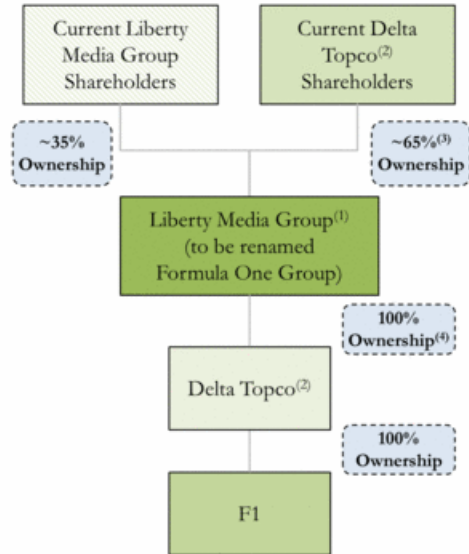 Current Liberty
Media Group
Shareholders
Current Delta
Topco(2)
Shareholders
~35%
Ownership
~65%(3)
Ownership
Liberty Media Group(1)
(to be renamed
Formula One Group)
100%
Ownership(4)
Delta Topco(2)
100%
Ownership
F1